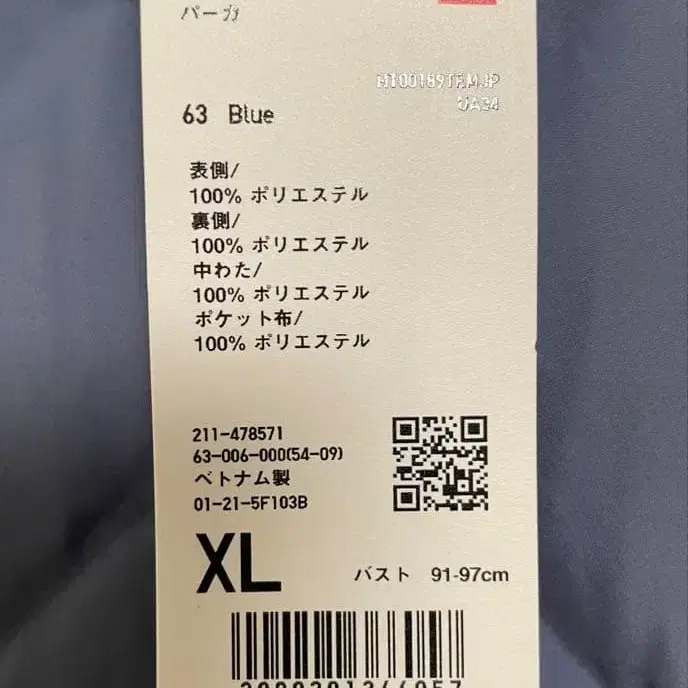 パーカ
UA34
63 Blue
表側/
100% ポリエステル
裏側/
100% ポリエステル
中わた/
100% ポリエステル
ポケット布/
100% ポリエステル
211-478571
63-006-000(54-09)
ベトナム製
01-21-5F103B
XL
バスト 91-97cm